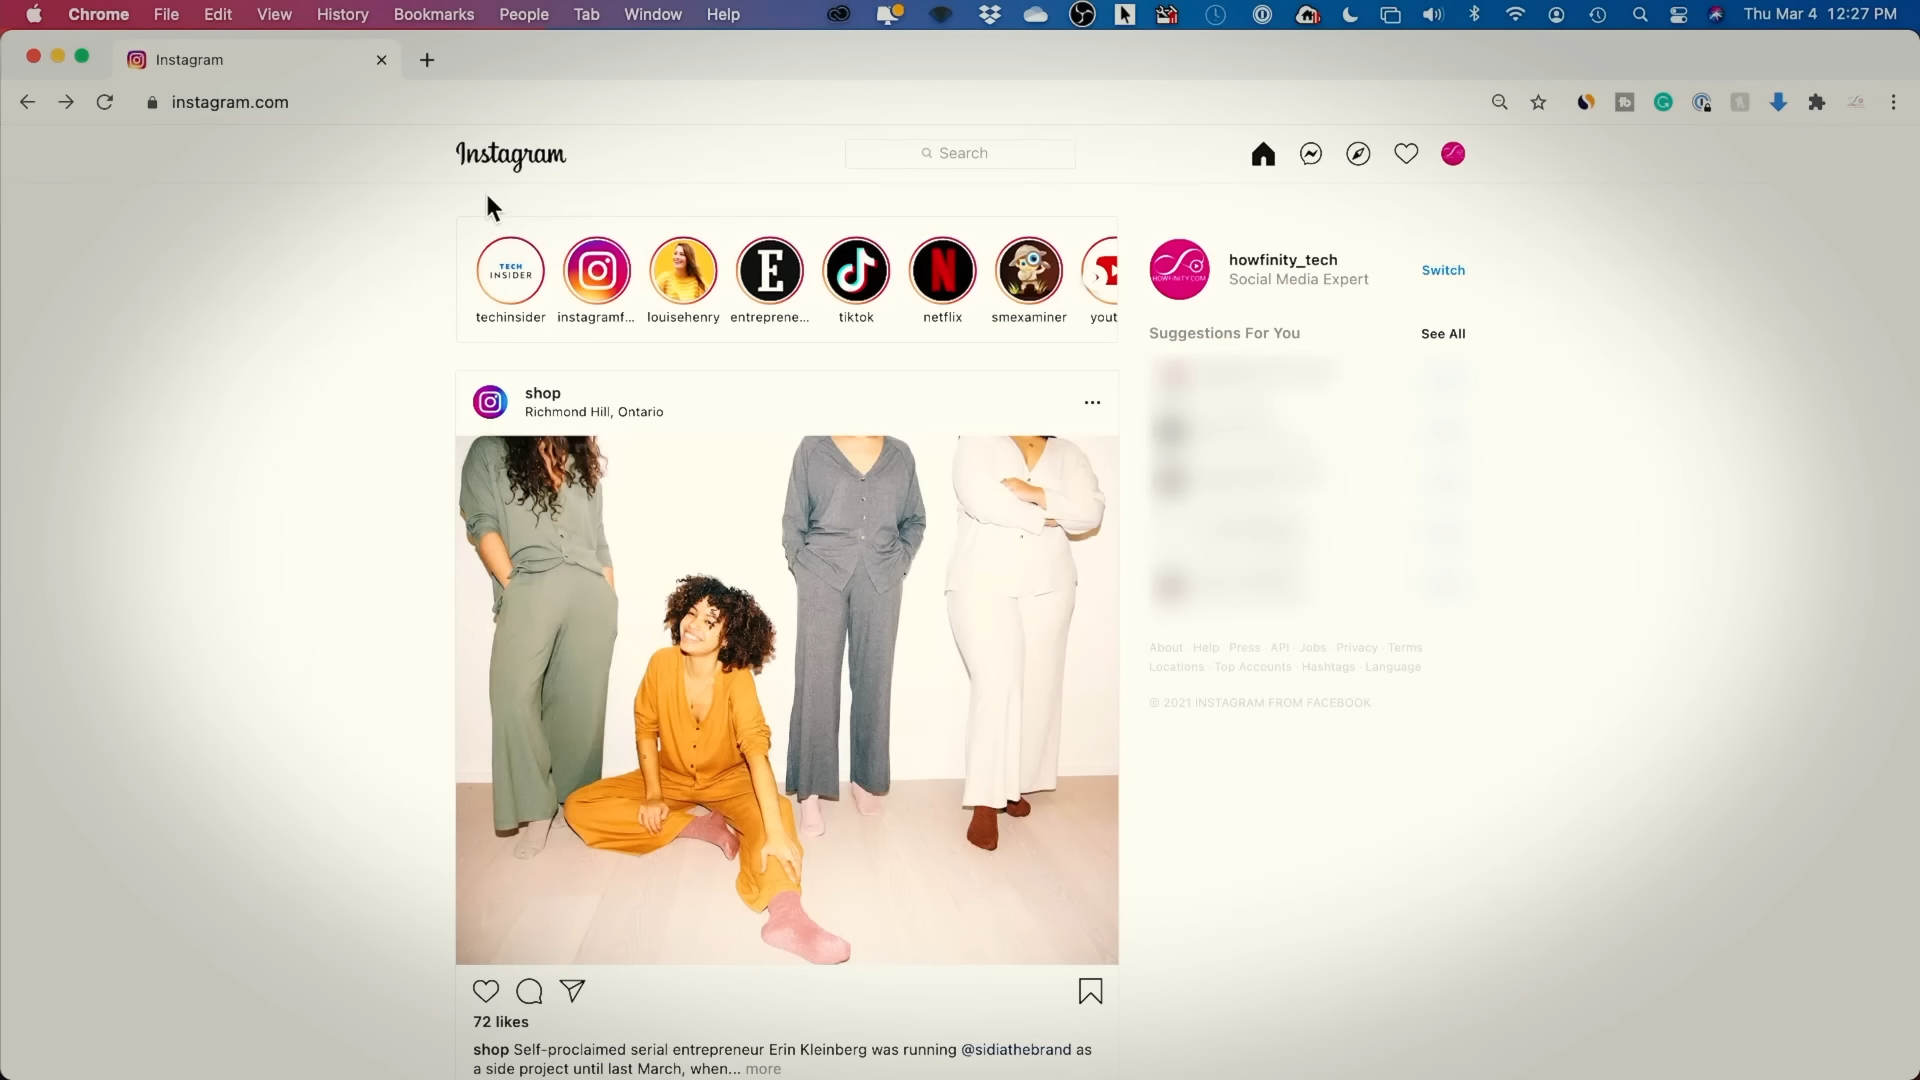 Chrome File Edit View History Bookmarks People Tab Window Help Thu Mar 4 12:27 PM
Instagram
instagram.com
Instagram Search
TECH
INSIDER
E
N
techinsider instagramf... louisehenry entreprene... tiktok netflix smexaminer yout
HOWFINITY.COM
howfinity_tech
Social Media Expert
Switch
Suggestions For You See All
shop
Richmond Hill, Ontario
About · Help · Press · API · Jobs · Privacy · Terms
Locations · Top Accounts · Hashtags · Language
© 2021 INSTAGRAM FROM FACEBOOK
72 likes
shop Self-proclaimed serial entrepreneur Erin Kleinberg was running @sidiathebrand as
a side project until last March, when... more